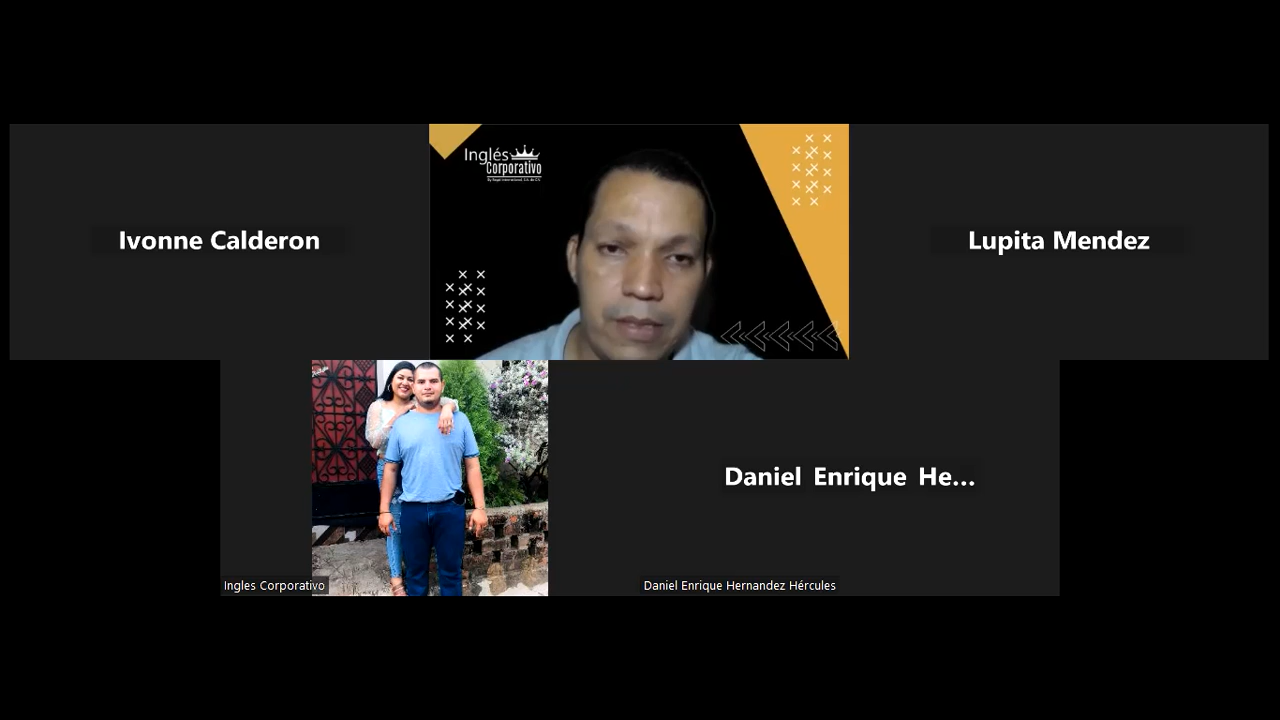 Ivonne Calderon
Inglés
Corporativo
Lupita Mendez
Daniel Enrique He...
Ingles Corporativo
Daniel Enrique Hernandez Hércules